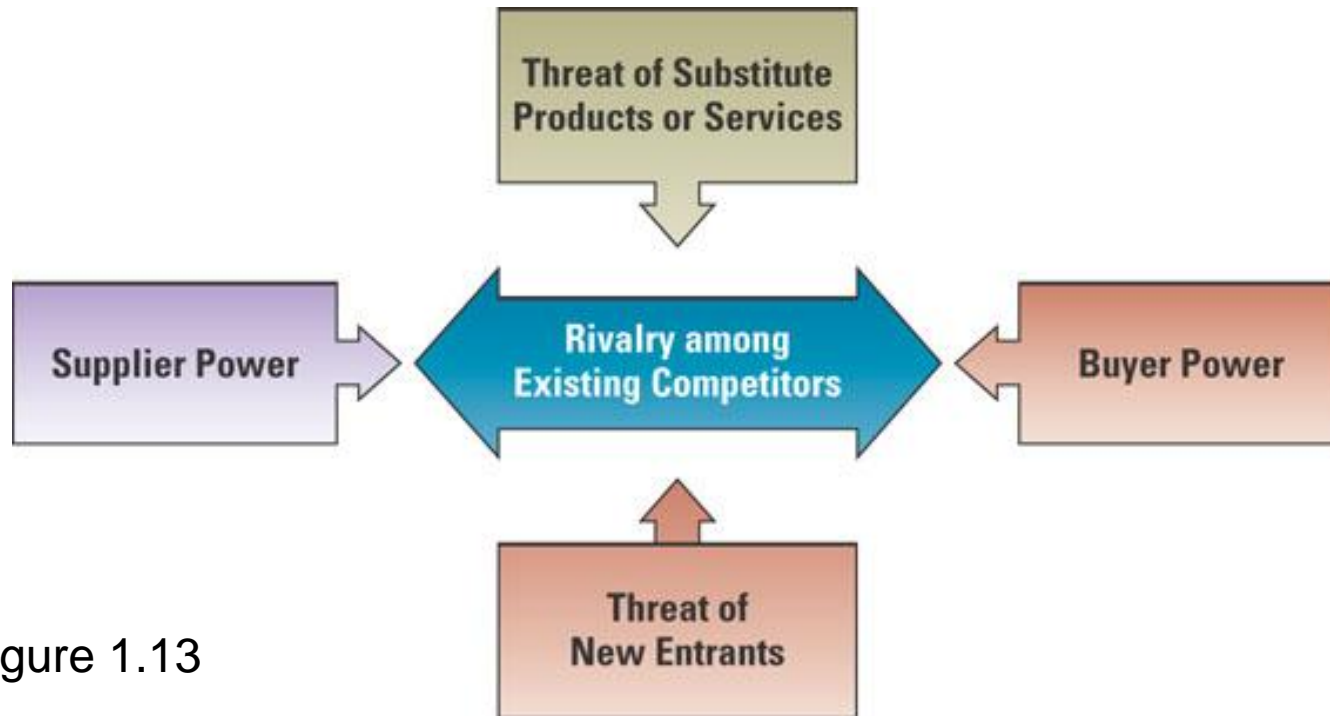 Threat of Substitute
Products or Services
Supplier Power
Rivalry among
Existing Competitors
Buyer Power
Threat of
New Entrants
gure 1.13